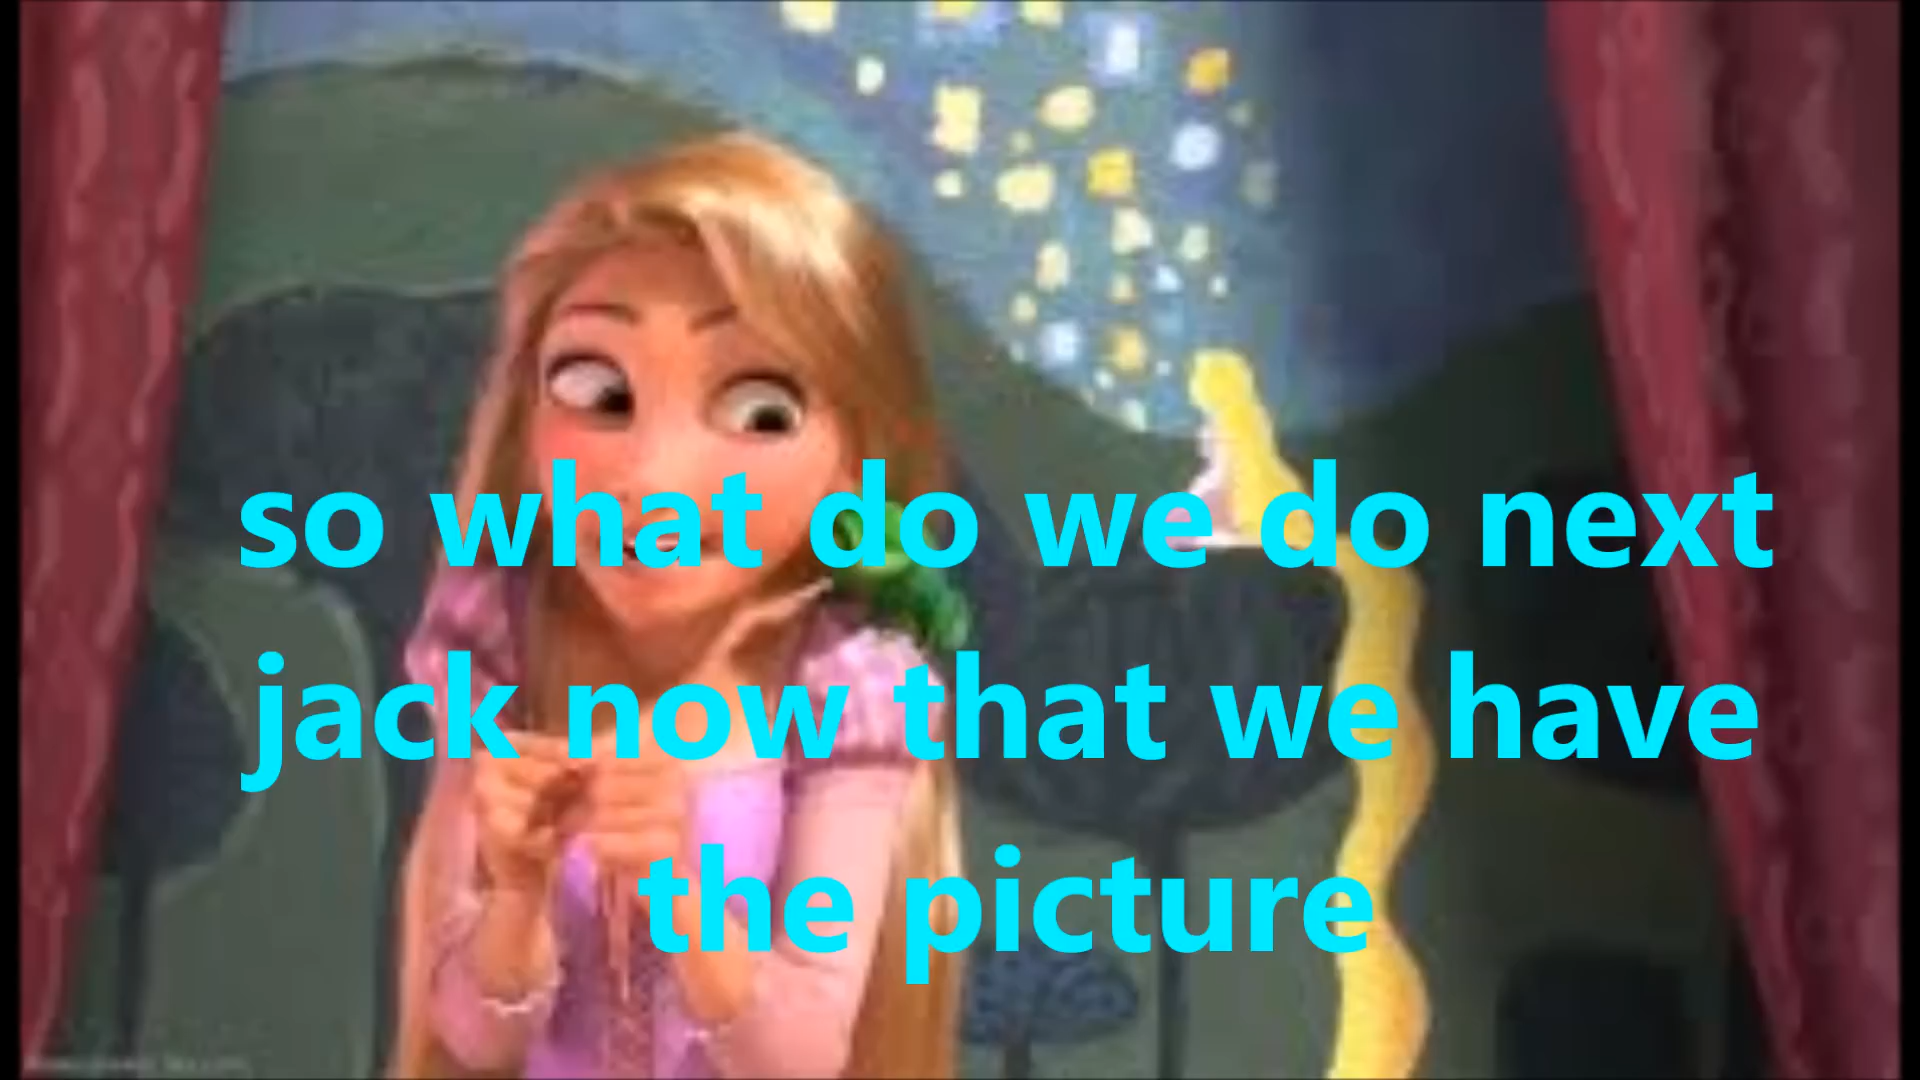 so what do we do next
jack now that we have
the picture